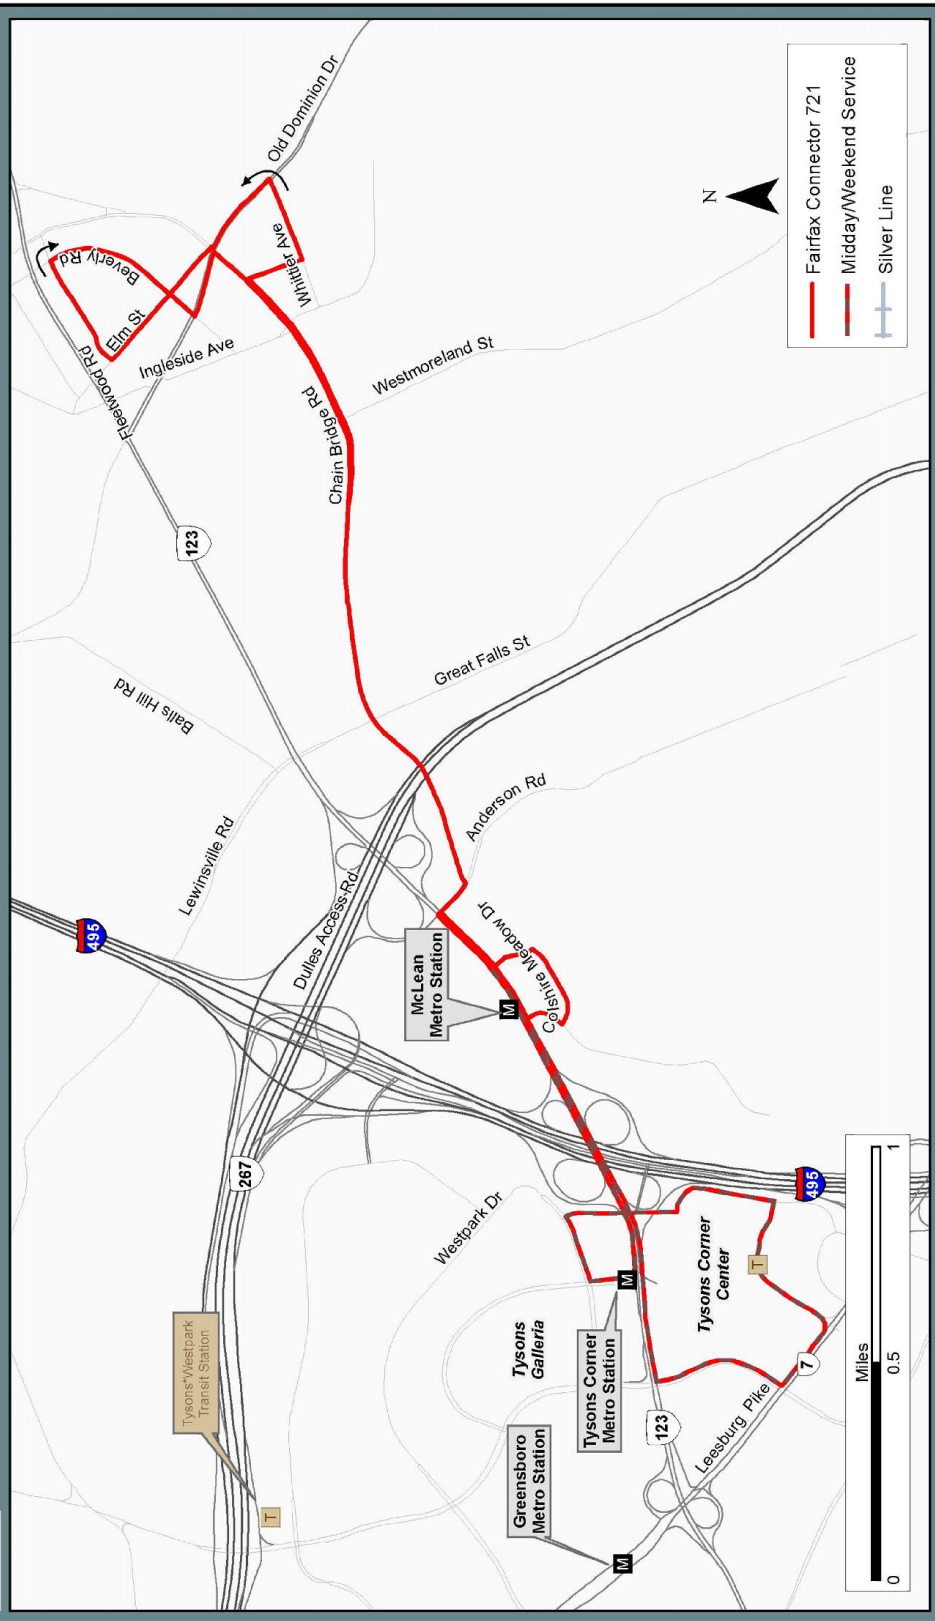 Old Dominion Dr
Beverly Rd
Whittier Ave
Elm St
Fleetwood Rd
Ingleside Ave
Westmoreland St
Chain Bridge Rd
123
Great Falls St
Balls Hill Rd
Anderson Rd
Lewinsville Rd
Dulles Access Rd
495
Colshire Meadow Dr
McLean
Metro Station
M
267
Westpark Dr
495
Tysons Corner
Center
T
M
Tysons
Galleria
Tysons Corner
Metro Station
Tysons*Westpark
Transit Station
T
7
Leesburg Pike
123
Greensboro
Metro Station
M
N
Fairfax Connector 721
Midday/Weekend Service
Silver Line
Miles
0
0.5
1